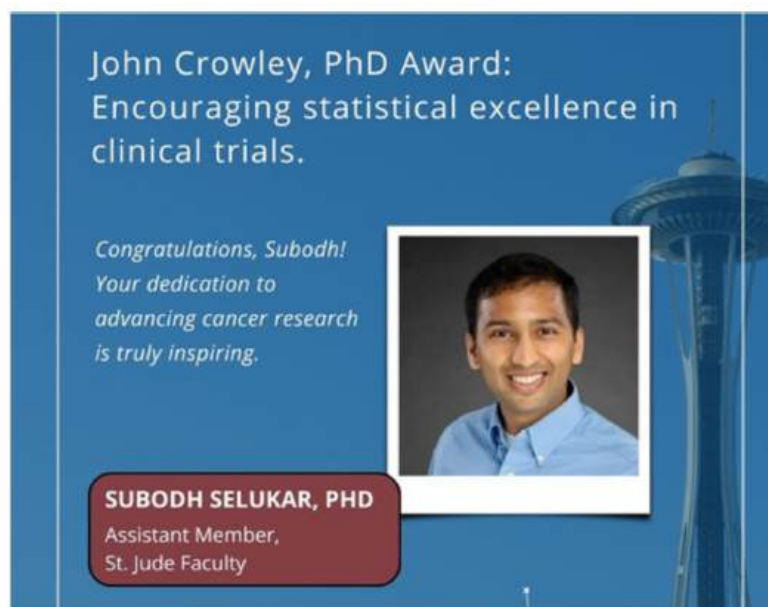 John Crowley, PhD Award:
Encouraging statistical excellence in
clinical trials.
Congratulations, Subodh!
Your dedication to
advancing cancer research
is truly inspiring.
SUBODH SELUKAR, PHD
Assistant Member,
St. Jude Faculty